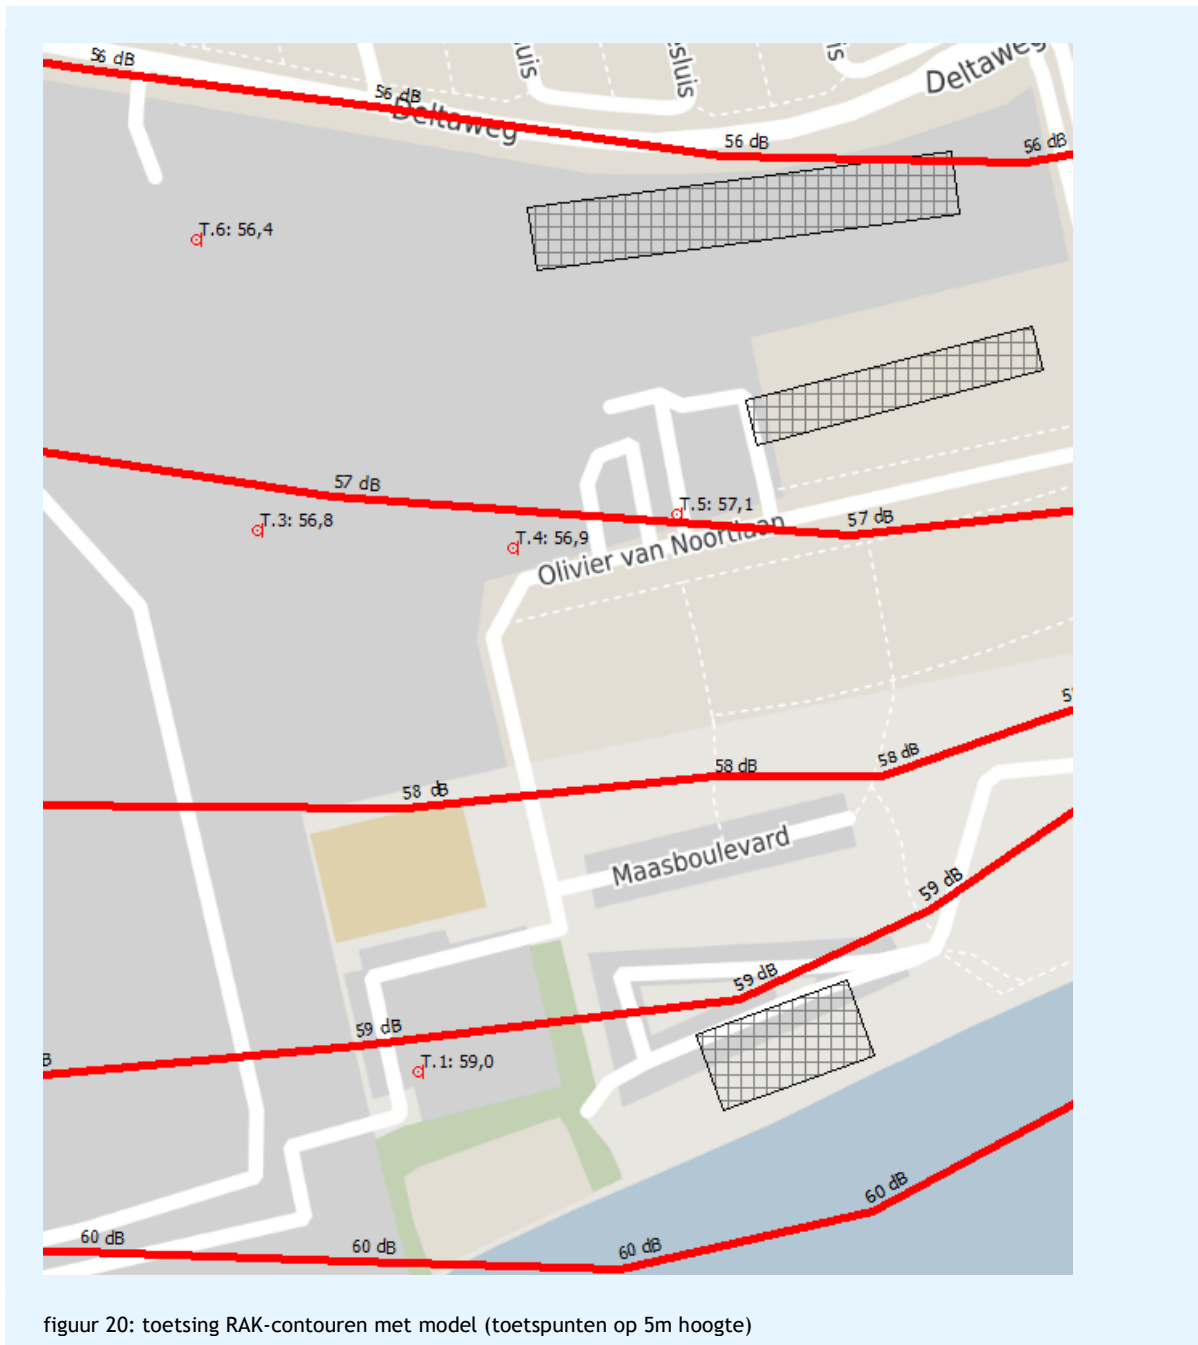 56 dB
uis
esluis
is
Deltaweg
56 dB
Deltaweg
56 dB
56 dB
T.6: 56,4
57 dB
T.5: 57,1
T.3: 56,8
57 dB
T.4: 56,9
Olivier van Noortlaan
58 dB
58 dB
58 dB
Maasboulevard
59 dB
59 dB
59 dB
B
T.1: 59,0
60 dB
60 dB
60 dB
60 dB
figuur 20: toetsing RAK-contouren met model (toetspunten op 5m hoogte)